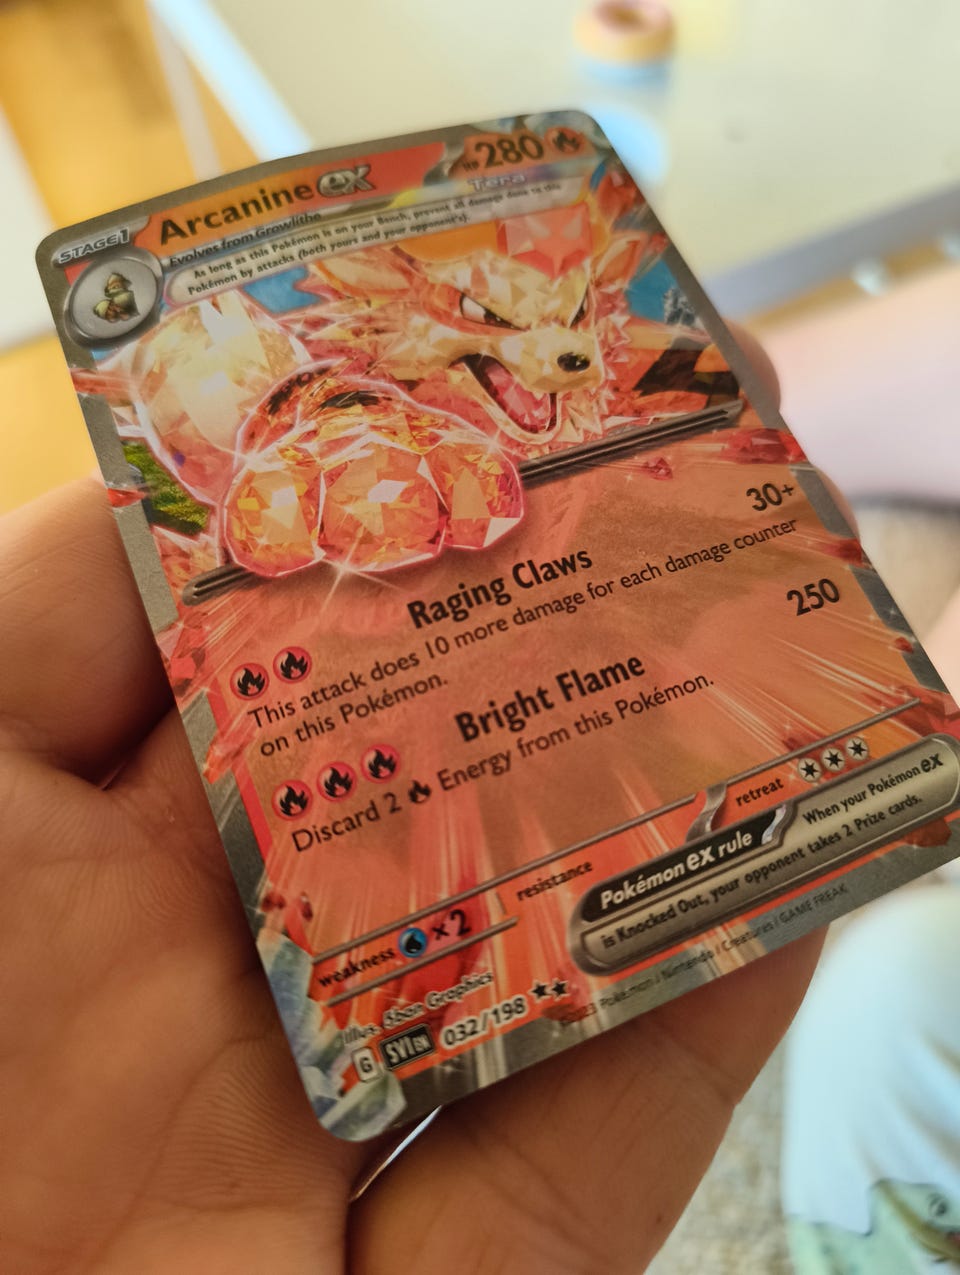 STAGE1
Arcanine ex
HP 280
Tera
Evolves from Growlithe
As long as this Pokémon is on your Bench, prevent all damage done to this
Pokémon by attacks (both yours and your opponent's).
Raging Claws 30+
This attack does 10 more damage for each damage counter
on this Pokémon.
Bright Flame 250
Discard 2 Energy from this Pokémon.
weakness ×2
resistance
retreat
Pokémon ex rule
When your Pokémon ex
is Knocked Out, your opponent takes 2 Prize cards.
Illus. 5ban Graphics
G SVI EN 032/198 ★★
©2023 Pokémon / Nintendo / Creatures / GAME FREAK